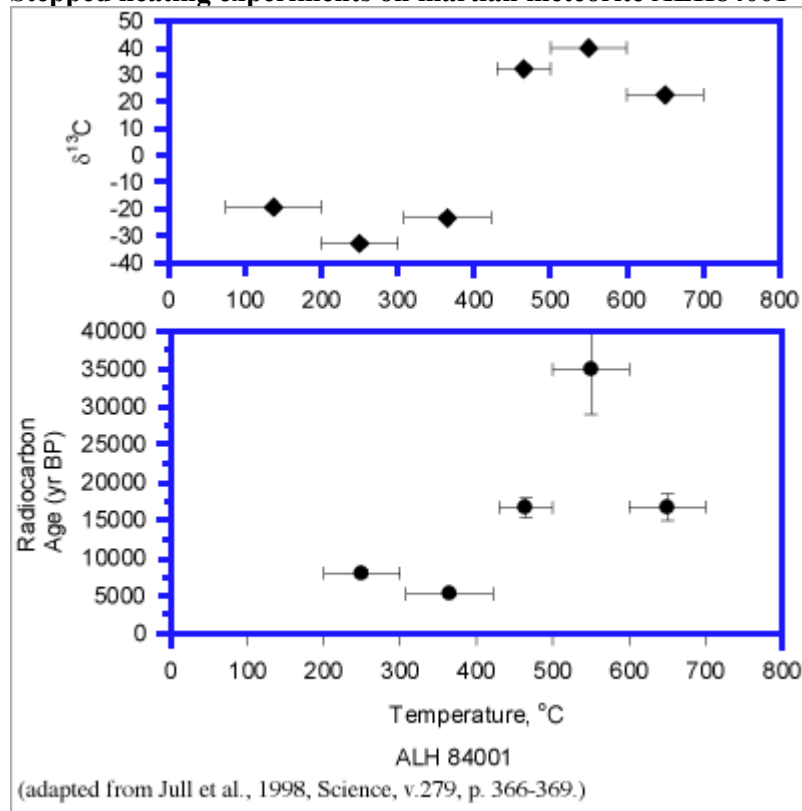 Stepped heating experiments on martian meteorite ALH84001
50
40
30
20
10
0
-10
-20
-30
-40
δ13C
0 100 200 300 400 500 600 700 800
40000
35000
30000
25000
20000
15000
10000
5000
0
Radiocarbon
Age (yr BP)
0 100 200 300 400 500 600 700 800
Temperature, °C
ALH 84001
(adapted from Jull et al., 1998, Science, v.279, p. 366-369.)